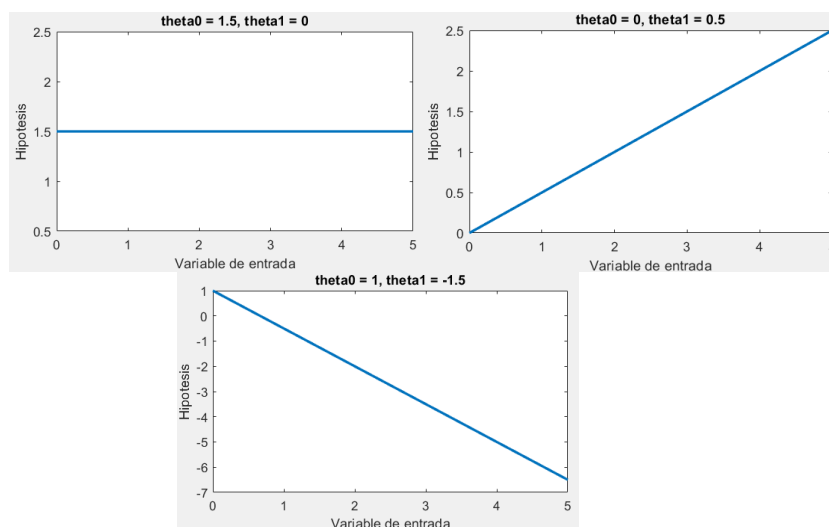 theta0 = 1.5, theta1 = 0
2.5
2
1.5
1
0.5
Hipotesis
0 1 2 3 4 5
Variable de entrada
theta0 = 0, theta1 = 0.5
2.5
2
1.5
1
0.5
0
Hipotesis
0 1 2 3 4
Variable de entrada
theta0 = 1, theta1 = -1.5
1
0
-1
-2
-3
-4
-5
-6
-7
Hipotesis
0 1 2 3 4 5
Variable de entrada